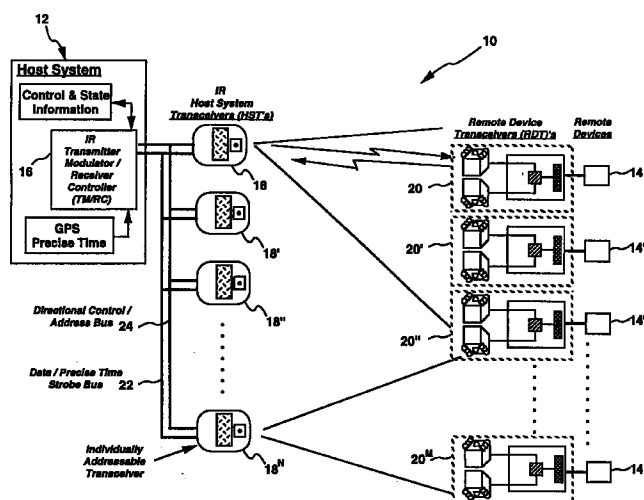 12
Host System
Control & State
Information
IR
Transmitter
Modulator /
Receiver
Controller
(TM/RC)
16
GPS
Precise Time
IR
Host System
Transceivers (HST's)
10
Remote Device
Transceivers (RDT)'s
Remote
Devices
18
18'
18"
18N
20
20'
20"
20M
14
14'
14"
14
Directional Control /
Address Bus
24
Data / Precise Time
Strobe Bus
22
Individually
Addressable
Transceiver